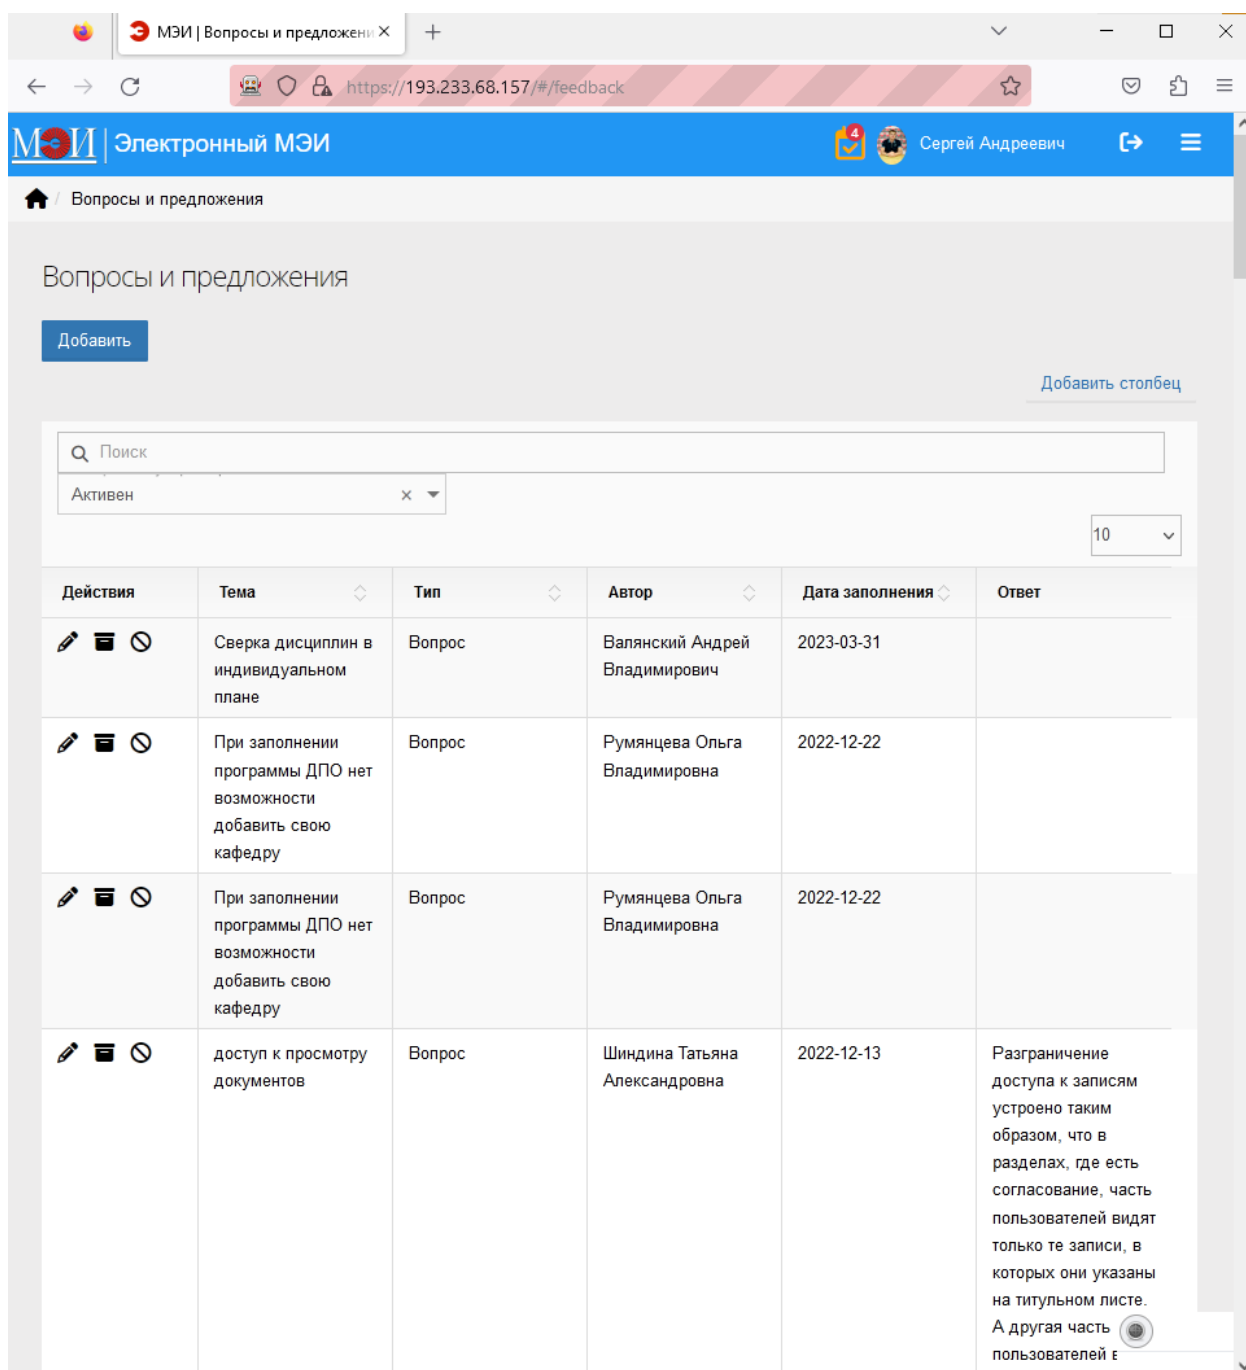 МЭИ | Вопросы и предложени
https://193.233.68.157/#/feedback
МЭИ | Электронный МЭИ
4
Сергей Андреевич
/ Вопросы и предложения
Вопросы и предложения
Добавить
Добавить столбец
Поиск
Активен
10
Действия Тема Тип Автор Дата заполнения Ответ
Сверка дисциплин в Вопрос Валянский Андрей 2023-03-31
индивидуальном Владимирович
плане
При заполнении Вопрос Румянцева Ольга 2022-12-22
программы ДПО нет Владимировна
возможности
добавить свою
кафедру
При заполнении Вопрос Румянцева Ольга 2022-12-22
программы ДПО нет Владимировна
возможности
добавить свою
кафедру
доступ к просмотру Вопрос Шиндина Татьяна 2022-12-13 Разграничение
документов Александровна доступа к записям
устроено таким
образом, что в
разделах, где есть
согласование, часть
пользователей видят
только те записи, в
которых они указаны
на титульном листе.
А другая часть
пользователей